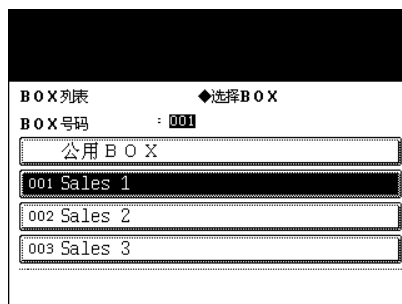 BOX列表 ◆选择BOX
BOX号码 : 001
公用BOX
001 Sales 1
002 Sales 2
003 Sales 3